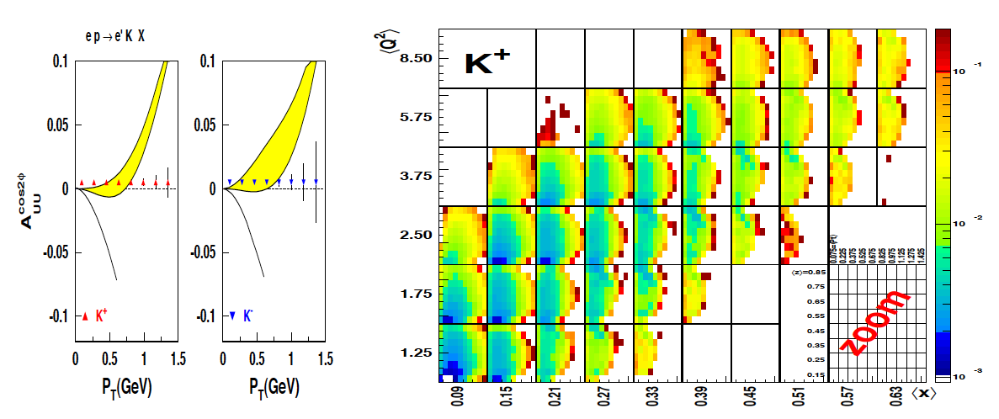 e p → e' K X
A_UU^cos2ϕ
0.1
0.05
0
-0.05
-0.1
K⁺
0 0.5 1 1.5
P_T(GeV)
0.1
0.05
0
-0.05
-0.1
K⁻
0 0.5 1 1.5
P_T(GeV)
⟨Q²⟩
8.50
5.75
3.75
2.50
1.75
1.25
K⁺
0.09 0.15 0.21 0.27 0.33 0.39 0.45 0.51 0.57 0.63 ⟨x⟩
0.075=⟨Pt⟩ 0.225 0.375 0.525 0.675 0.825 0.975 1.125 1.275 1.425
⟨z⟩=0.85
0.75
0.65
0.55
0.45
0.35
0.25
0.15
zoom
10⁻¹
10⁻²
10⁻³